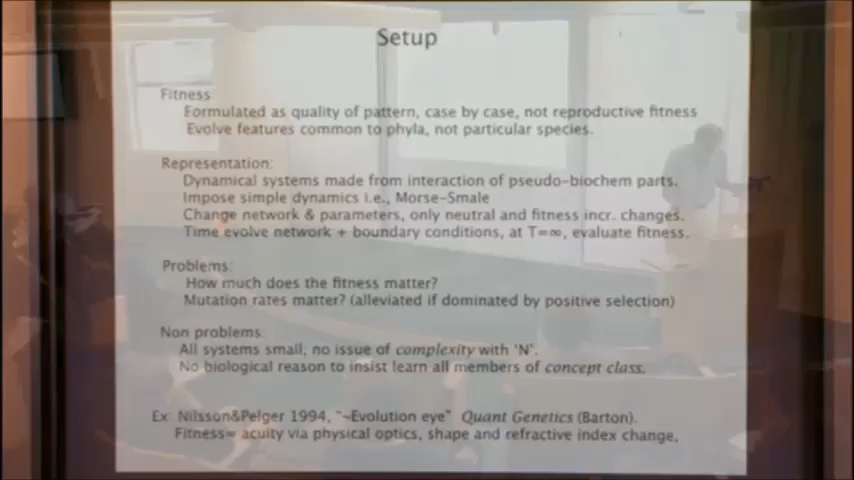 Setup
Fitness:
Formulated as quality of pattern, case by case, not reproductive fitness
Evolve features common to phyla, not particular species.
Representation:
Dynamical systems made from interaction of pseudo-biochem parts.
Impose simple dynamics i.e., Morse-Smale
Change network & parameters, only neutral and fitness incr. changes.
Time evolve network + boundary conditions, at T=∞, evaluate fitness.
Problems:
How much does the fitness matter?
Mutation rates matter? (alleviated if dominated by positive selection)
Non problems:
All systems small, no issue of complexity with 'N'.
No biological reason to insist learn all members of concept class.
Ex: Nilsson&Pelger 1994, "~Evolution eye" Quant Genetics (Barton).
Fitness= acuity via physical optics, shape and refractive index change,